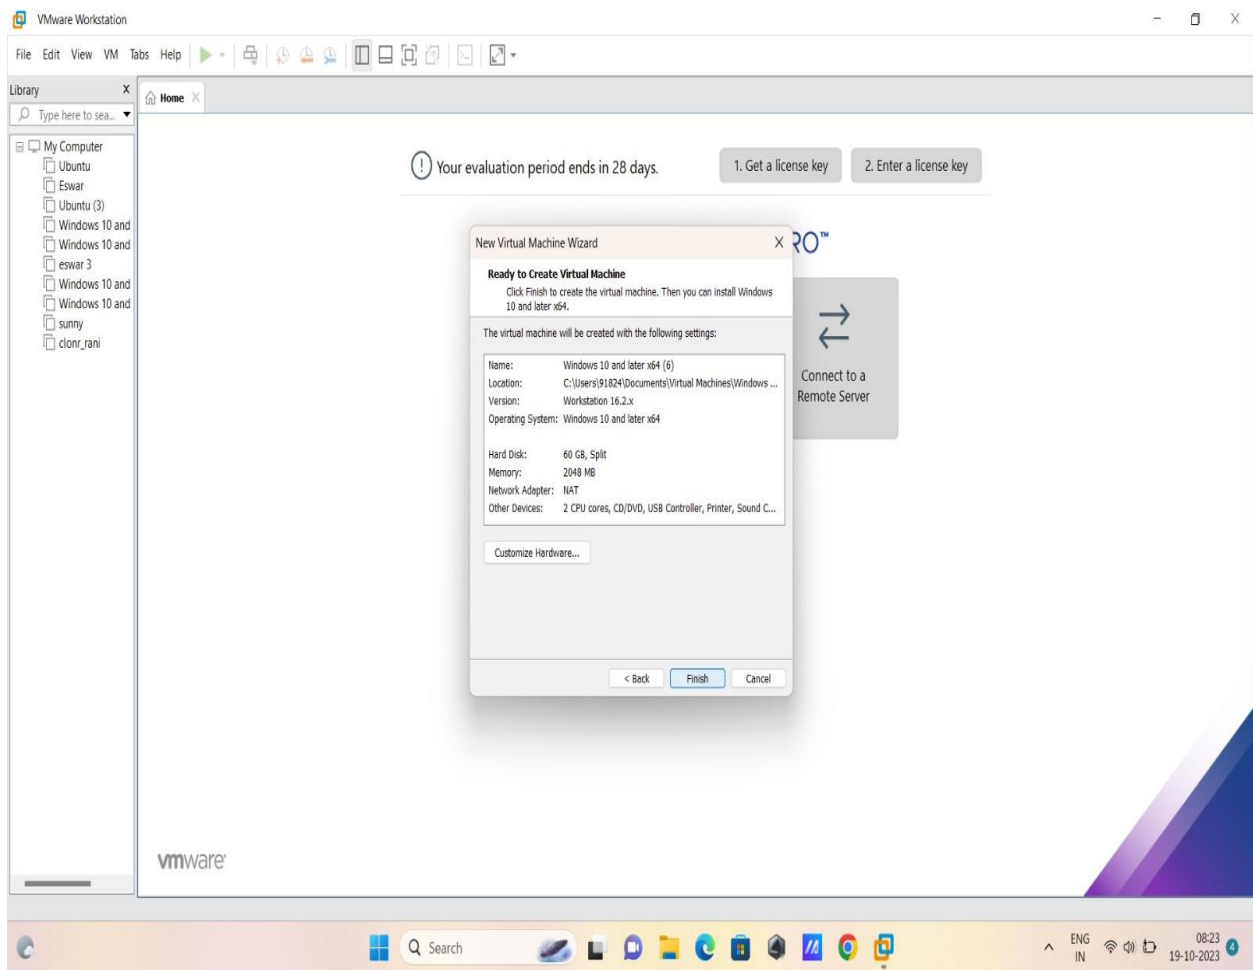 VMware Workstation
File Edit View VM Tabs Help
Library X
Home
Type here to sea...
My Computer
Ubuntu
Eswar
Ubuntu (3)
Windows 10 and
Windows 10 and
eswar 3
Windows 10 and
Windows 10 and
sunny
clonr_rani
Your evaluation period ends in 28 days.
1. Get a license key
2. Enter a license key
RO™
New Virtual Machine Wizard X
Ready to Create Virtual Machine
Click Finish to create the virtual machine. Then you can install Windows
10 and later x64.
The virtual machine will be created with the following settings:
Name: Windows 10 and later x64 (6)
Location: C:\Users\91824\Documents\Virtual Machines\Windows ...
Version: Workstation 16.2.x
Operating System: Windows 10 and later x64
Hard Disk: 60 GB, Split
Memory: 2048 MB
Network Adapter: NAT
Other Devices: 2 CPU cores, CD/DVD, USB Controller, Printer, Sound C...
Customize Hardware...
< Back Finish Cancel
Connect to a
Remote Server
vmware
Search
ENG
IN
08:23
19-10-2023
4